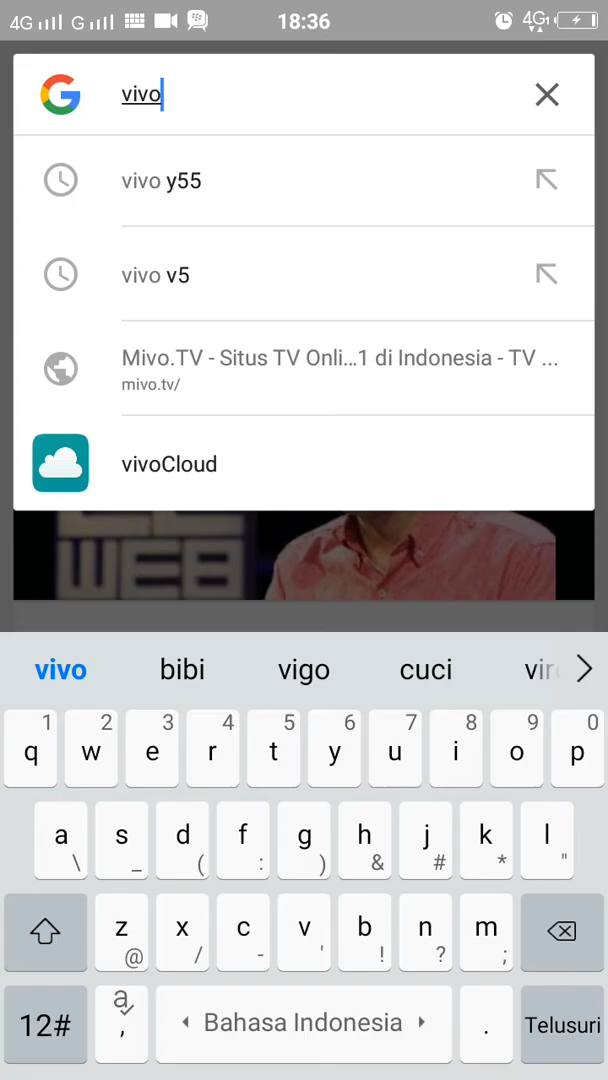 4G G 18:36 4G
vivo
vivo y55
vivo v5
Mivo.TV - Situs TV Onli...1 di Indonesia - TV ...
mivo.tv/
vivoCloud
WEB
vivo bibi vigo cuci
1 2 3 4 5 6 7 8 9 0
q w e r t y u i o p
a s d f g h j k l
\ _ ( : ) & # * "
z x c v b n m
@ / - ' ! ? ;
12# a , Bahasa Indonesia . Telusuri